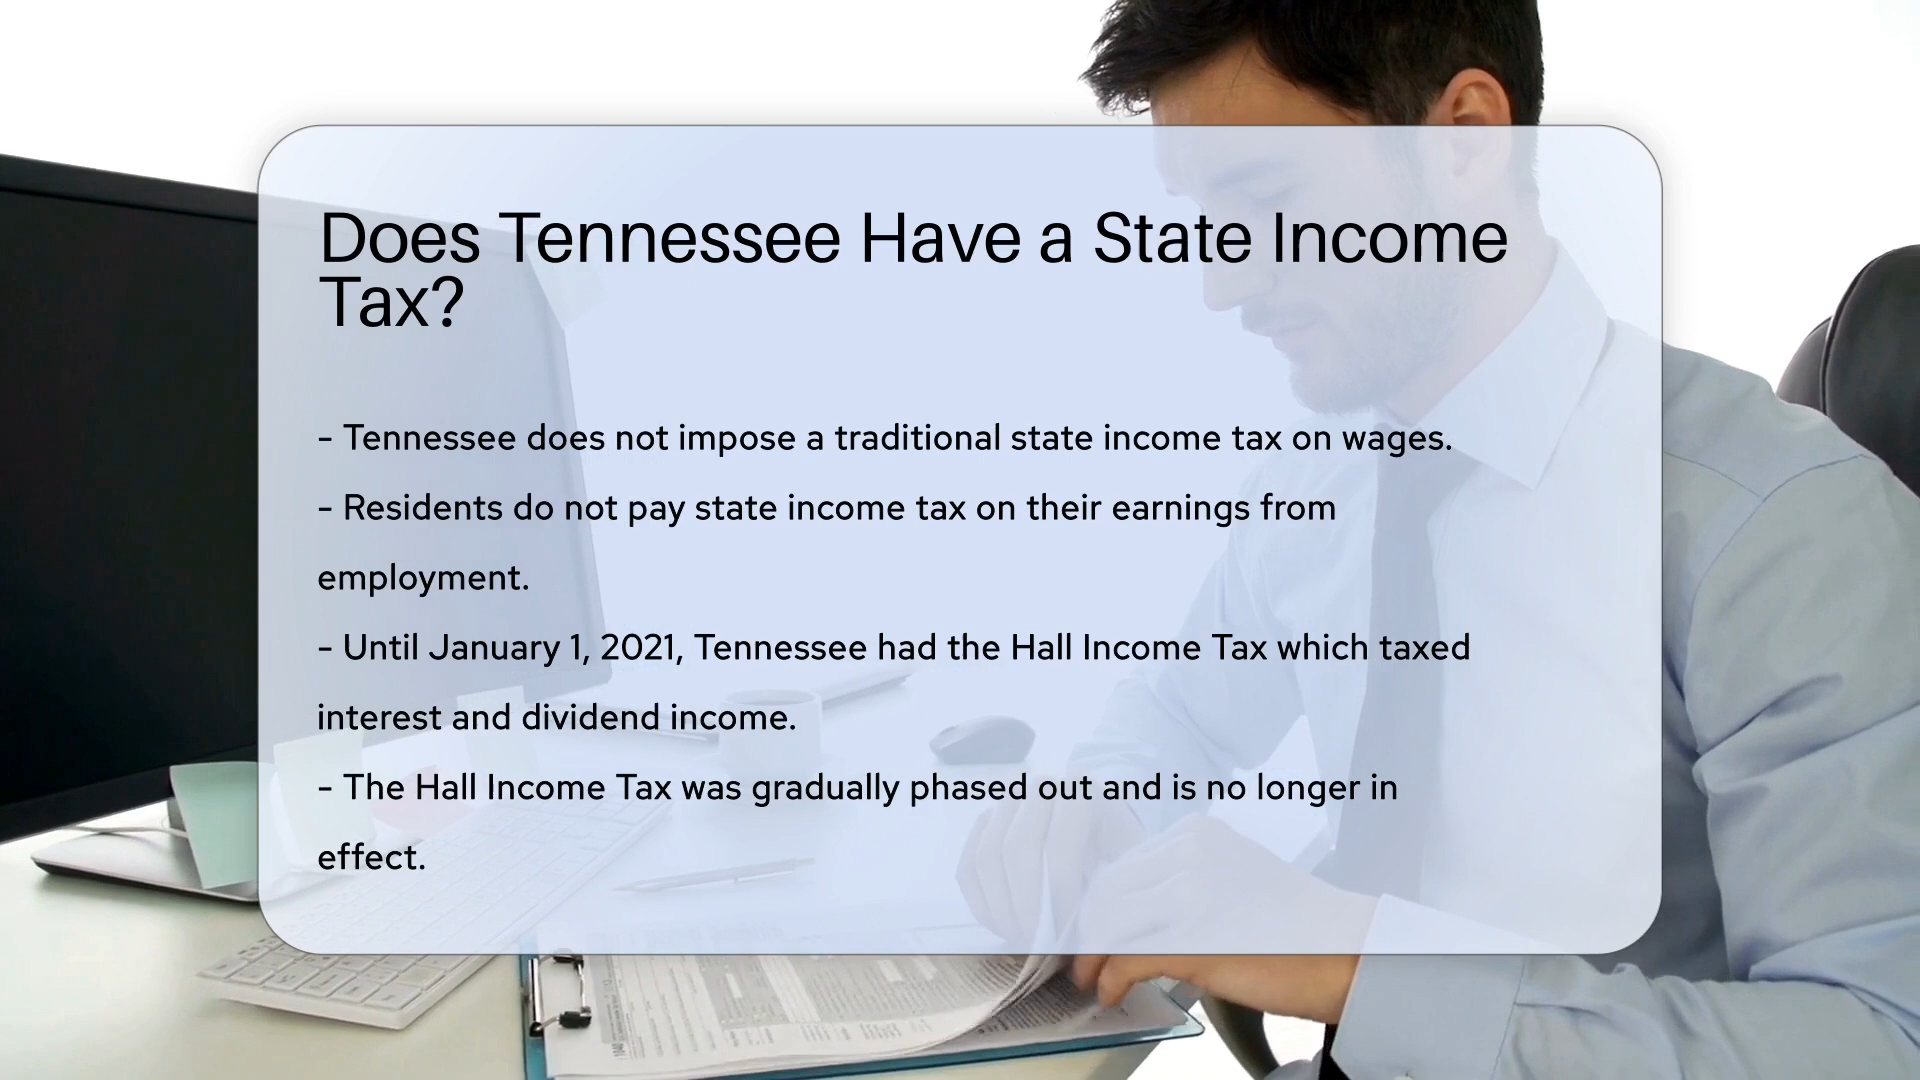 Does Tennessee Have a State Income
Tax?
- Tennessee does not impose a traditional state income tax on wages.
- Residents do not pay state income tax on their earnings from
employment.
- Until January 1, 2021, Tennessee had the Hall Income Tax which taxed
interest and dividend income.
- The Hall Income Tax was gradually phased out and is no longer in
effect.
1040